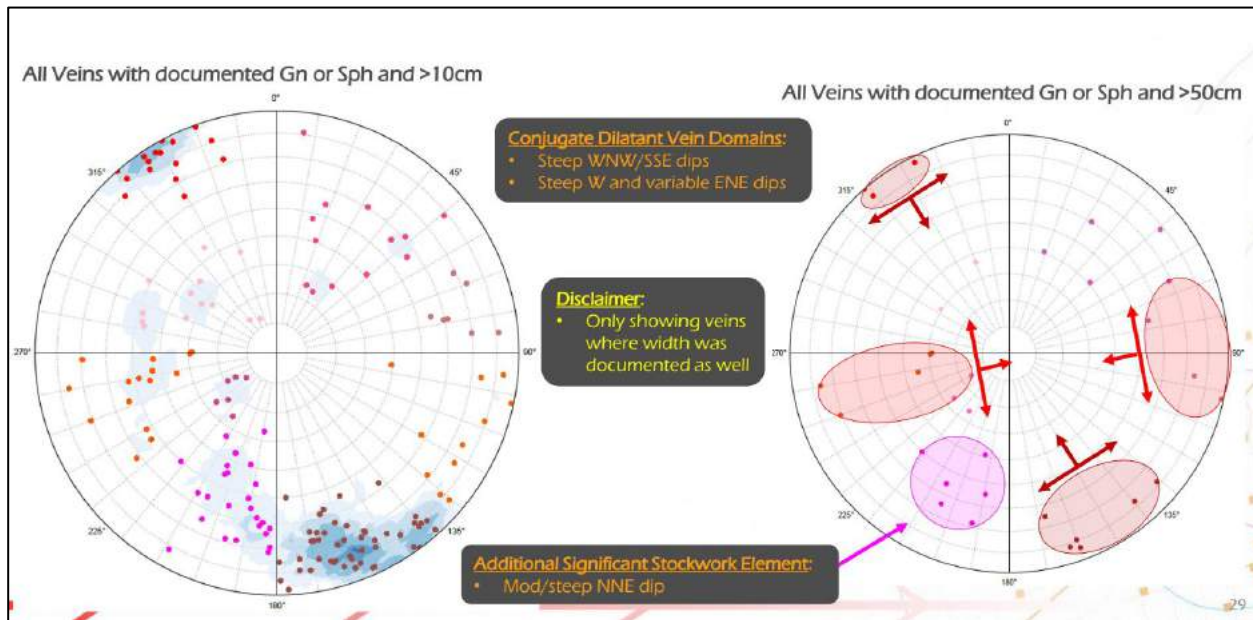 All Veins with documented Gn or Sph and >10cm
0°
45°
90°
135°
180°
225°
270°
315°
Conjugate Dilatant Vein Domains:
• Steep WNW/SSE dips
• Steep W and variable ENE dips
Disclaimer:
• Only showing veins
where width was
documented as well
Additional Significant Stockwork Element:
• Mod/steep NNE dip
All Veins with documented Gn or Sph and >50cm
0°
45°
90°
135°
180°
225°
270°
315°
29